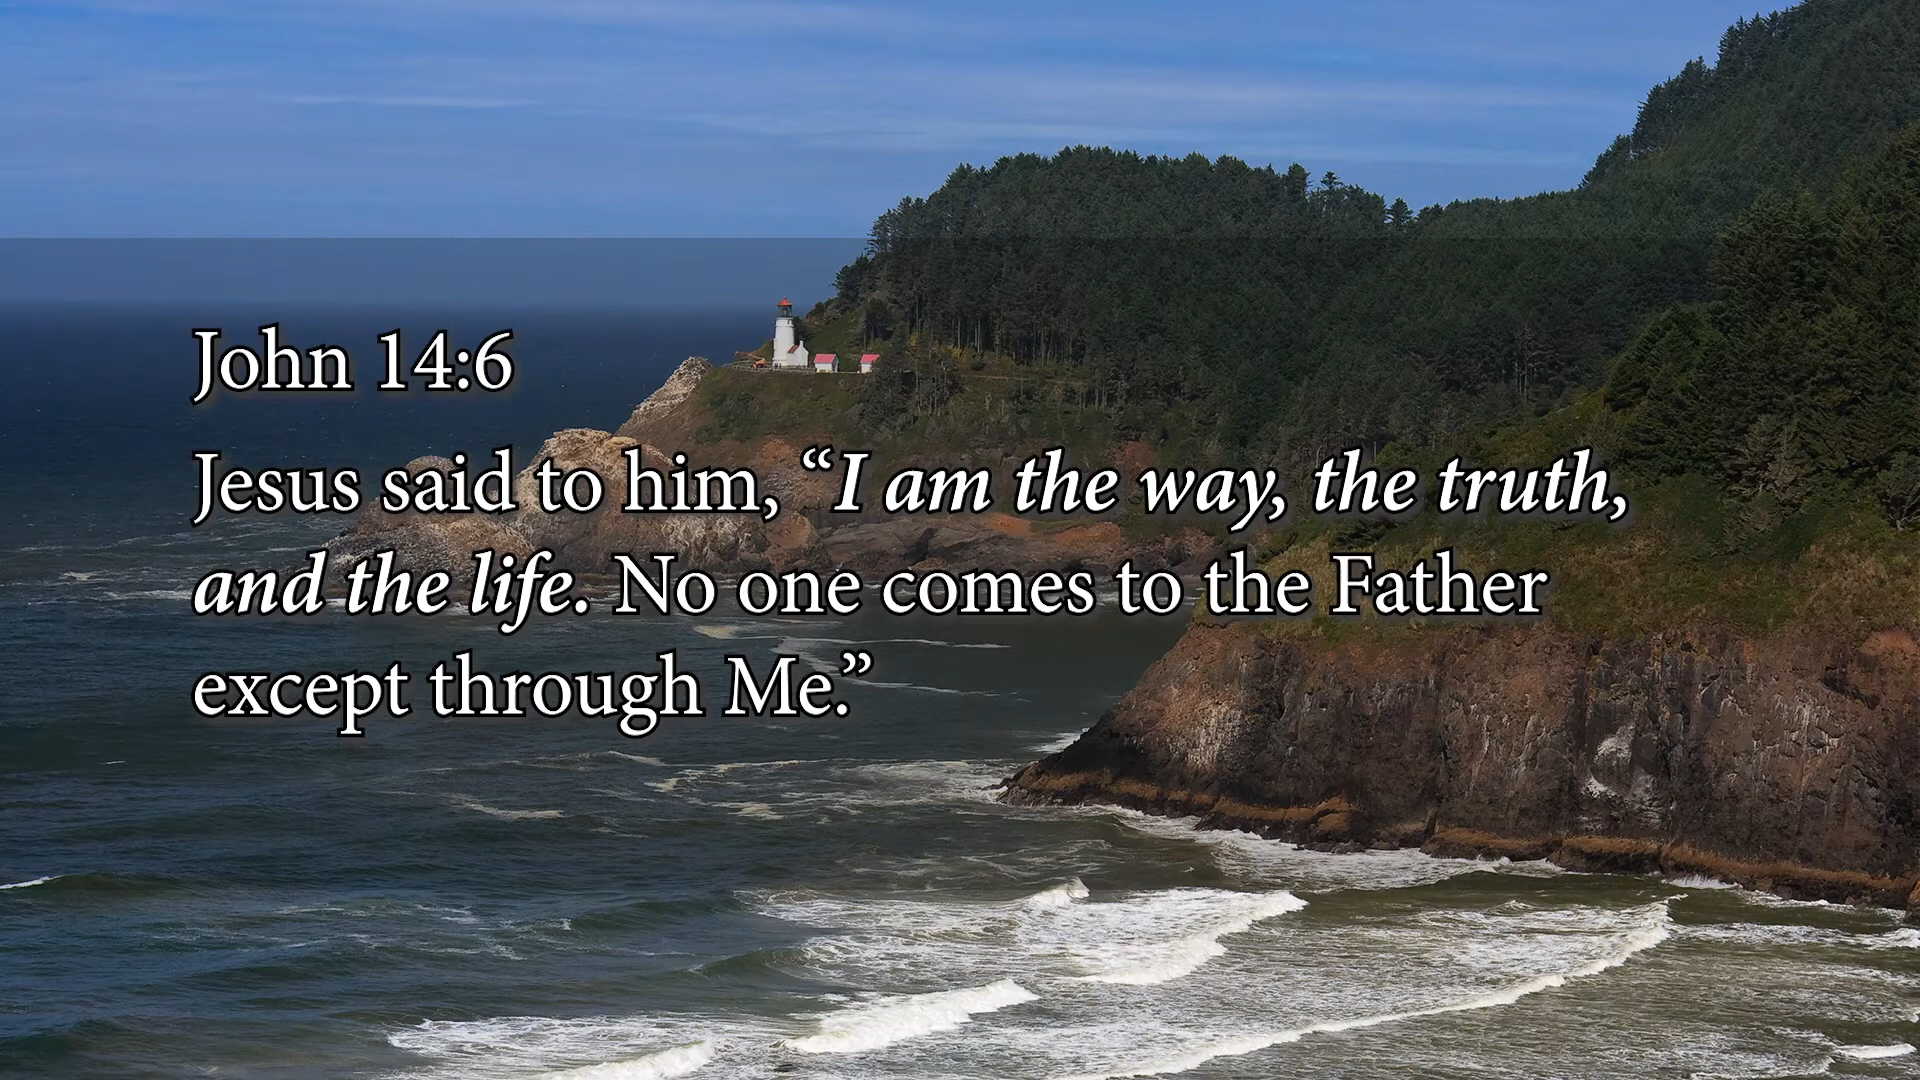 John 14:6
Jesus said to him, “I am the way, the truth,
and the life. No one comes to the Father
except through Me.”